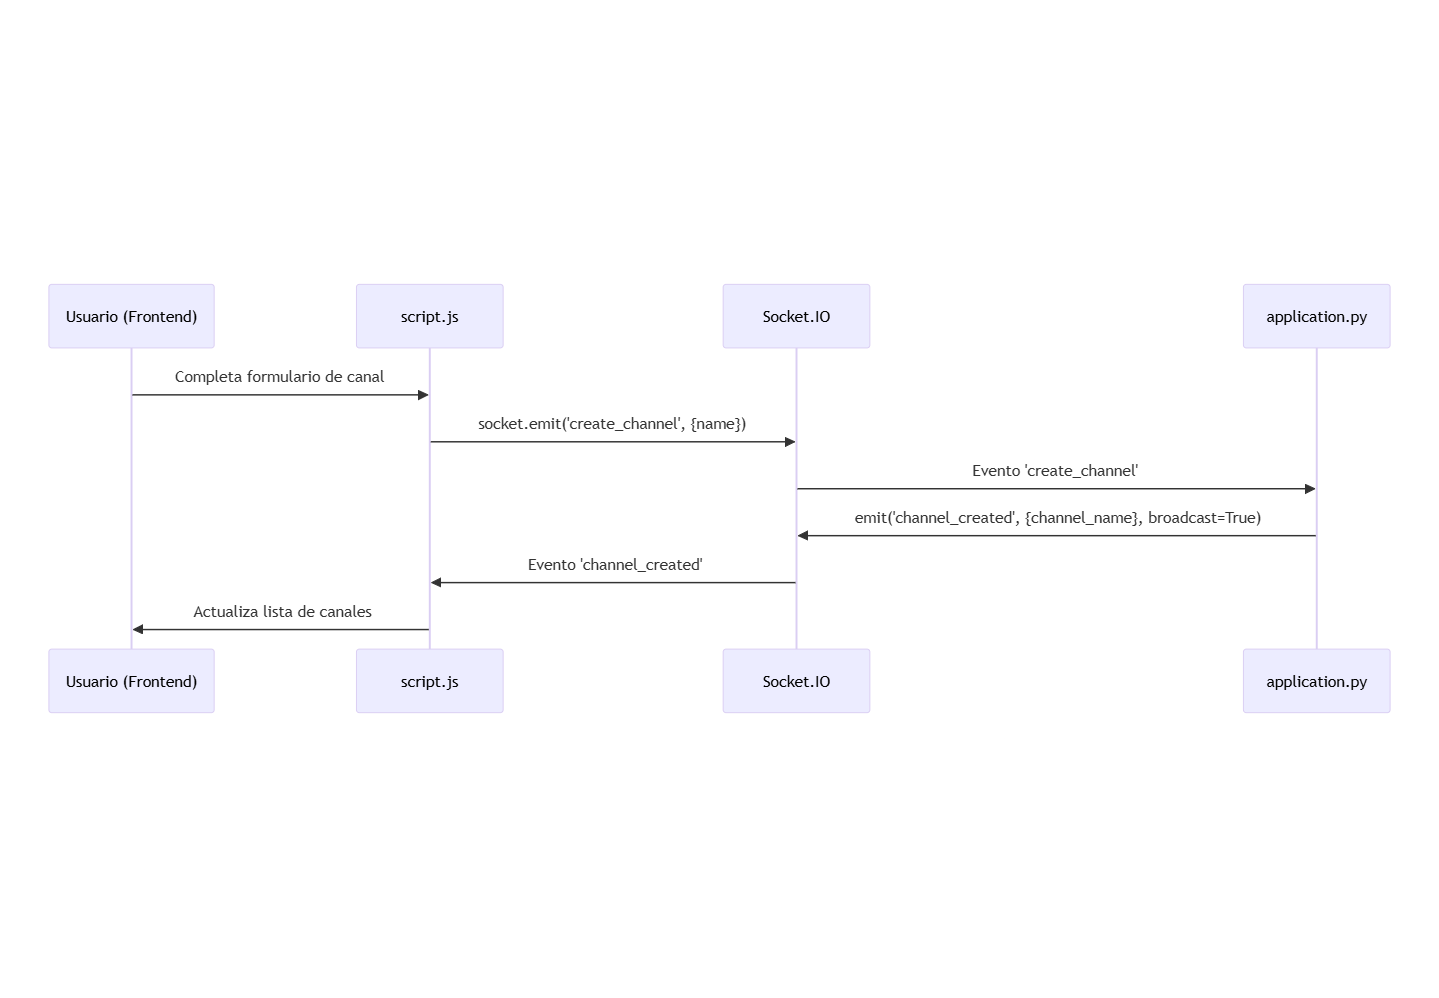 Usuario (Frontend)
script.js
Socket.IO
application.py
Completa formulario de canal
socket.emit('create_channel', {name})
Evento 'create_channel'
emit('channel_created', {channel_name}, broadcast=True)
Evento 'channel_created'
Actualiza lista de canales
Usuario (Frontend)
script.js
Socket.IO
application.py